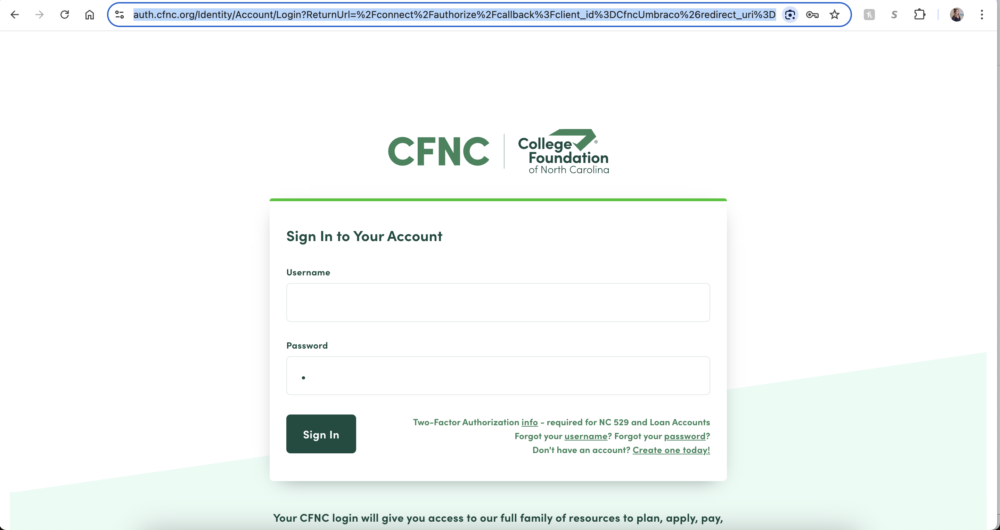 auth.cfnc.org/Identity/Account/Login?ReturnUrl=%2Fconnect%2Fauthorize%2Fcallback%3Fclient_id%3DCfncUmbraco%26redirect_uri%3D
CFNC
College
Foundation
of North Carolina
®
Sign In to Your Account
Username
Password
Sign In
Two-Factor Authorization info - required for NC 529 and Loan Accounts
Forgot your username? Forgot your password?
Don't have an account? Create one today!
Your CFNC login will give you access to our full family of resources to plan, apply, pay,